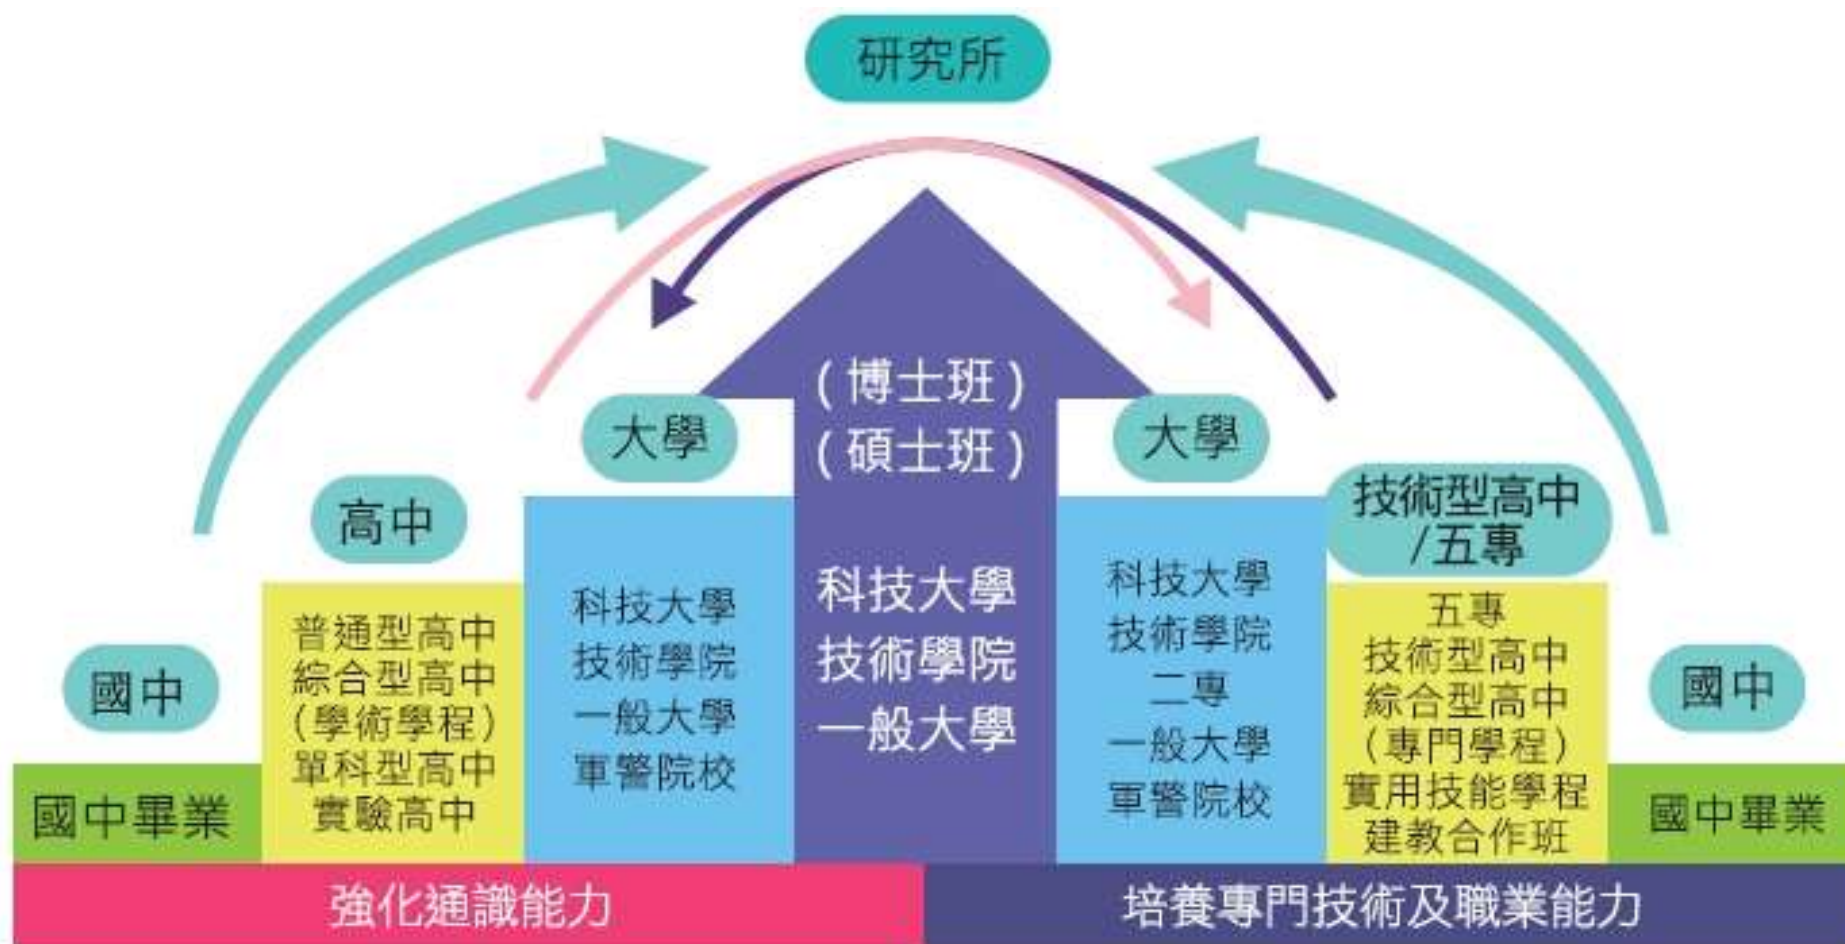 研究所
國中
國中畢業
高中
普通型高中
綜合型高中
(學術學程)
單科型高中
實驗高中
大學
科技大學
技術學院
一般大學
軍警院校
(博士班)
(碩士班)
科技大學
技術學院
一般大學
大學
科技大學
技術學院
二專
一般大學
軍警院校
技術型高中
/五專
五專
技術型高中
綜合型高中
(專門學程)
實用技能學程
建教合作班
國中
國中畢業
強化通識能力
培養專門技術及職業能力